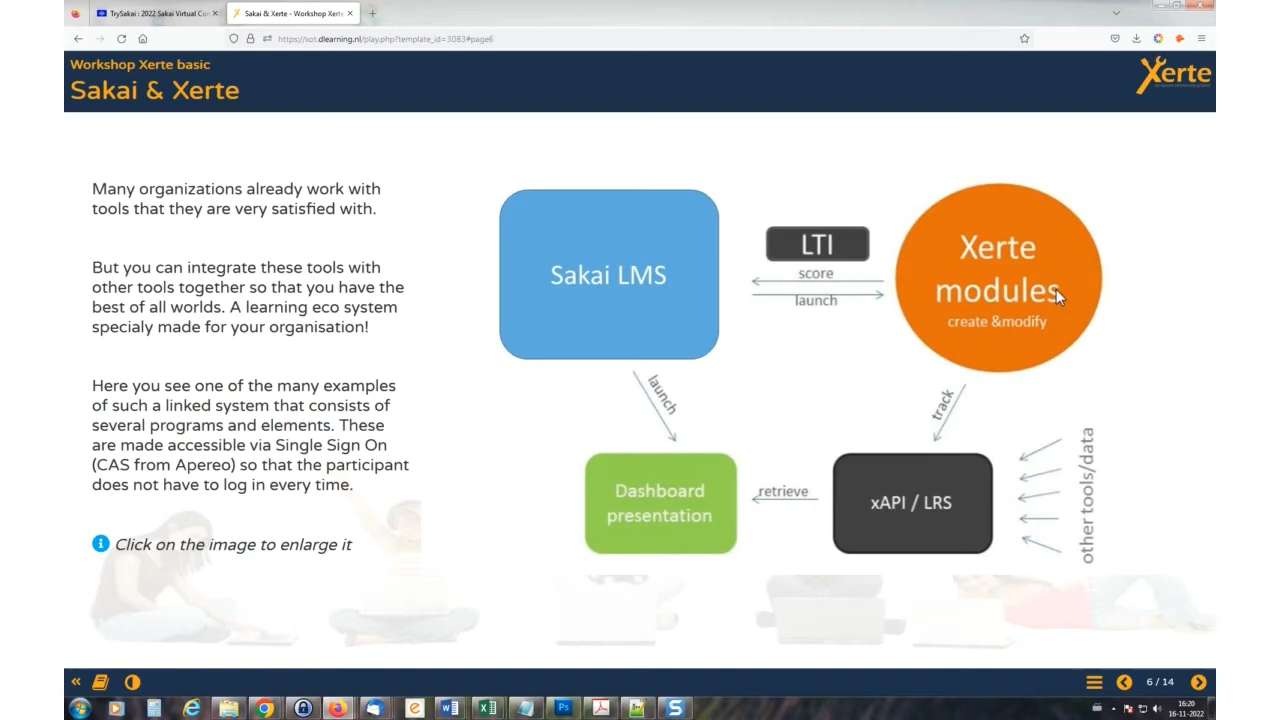 TrySakai : 2022 Sakai Virtual Con
Sakai & Xerte - Workshop Xerte
https://xot.dlearning.nl/play.php?template_id=3083#page6
Workshop Xerte basic
Sakai & Xerte
Xerte
Many organizations already work with
tools that they are very satisfied with.
But you can integrate these tools with
other tools together so that you have the
best of all worlds. A learning eco system
specialy made for your organisation!
Here you see one of the many examples
of such a linked system that consists of
several programs and elements. These
are made accessible via Single Sign On
(CAS from Apereo) so that the participant
does not have to log in every time.
Click on the image to enlarge it
Sakai LMS
LTI
score
launch
Xerte
modules
create &modify
launch
track
Dashboard
presentation
retrieve
xAPI / LRS
other tools/data
6 / 14
16:20
16-11-2022